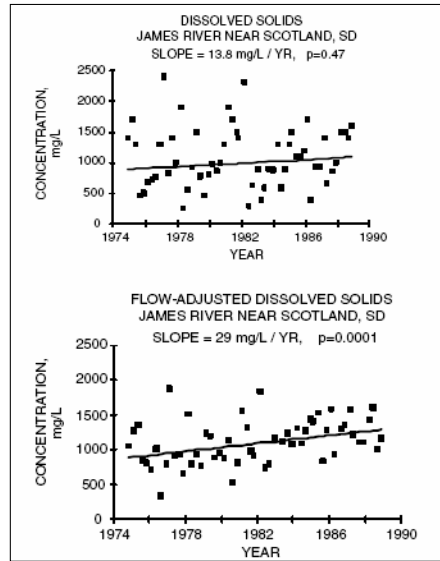 DISSOLVED SOLIDS
JAMES RIVER NEAR SCOTLAND, SD
SLOPE = 13.8 mg/L / YR, p=0.47
CONCENTRATION,
mg/L
2500
2000
1500
1000
500
0
1974 1978 1982 1986 1990
YEAR
FLOW-ADJUSTED DISSOLVED SOLIDS
JAMES RIVER NEAR SCOTLAND, SD
SLOPE = 29 mg/L / YR, p=0.0001
CONCENTRATION,
mg/L
2500
2000
1500
1000
500
0
1974 1978 1982 1986 1990
YEAR